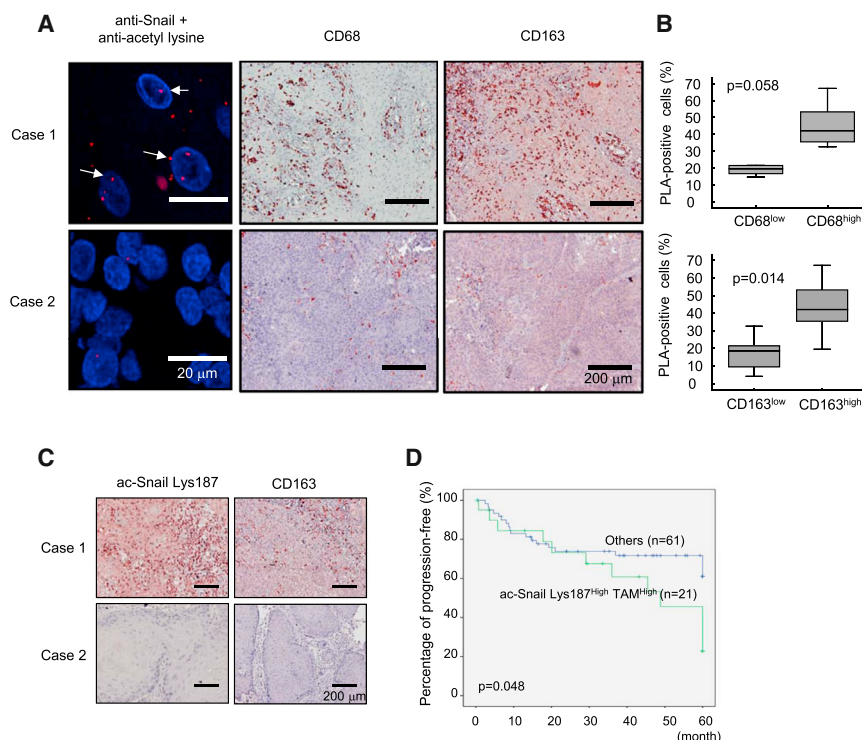 A
anti-Snail +
anti-acetyl lysine
CD68
CD163
Case 1
Case 2
20 µm
200 µm
B
PLA-positive cells (%)
70
60
50
40
30
20
10
0
p=0.058
CD68low
CD68high
PLA-positive cells (%)
70
60
50
40
30
20
10
0
p=0.014
CD163low
CD163high
C
ac-Snail Lys187
CD163
Case 1
Case 2
200 µm
D
Percentage of progression-free (%)
100
80
60
40
20
0
Others (n=61)
ac-Snail Lys187High TAMHigh (n=21)
p=0.048
0
10
20
30
40
50
60
(month)